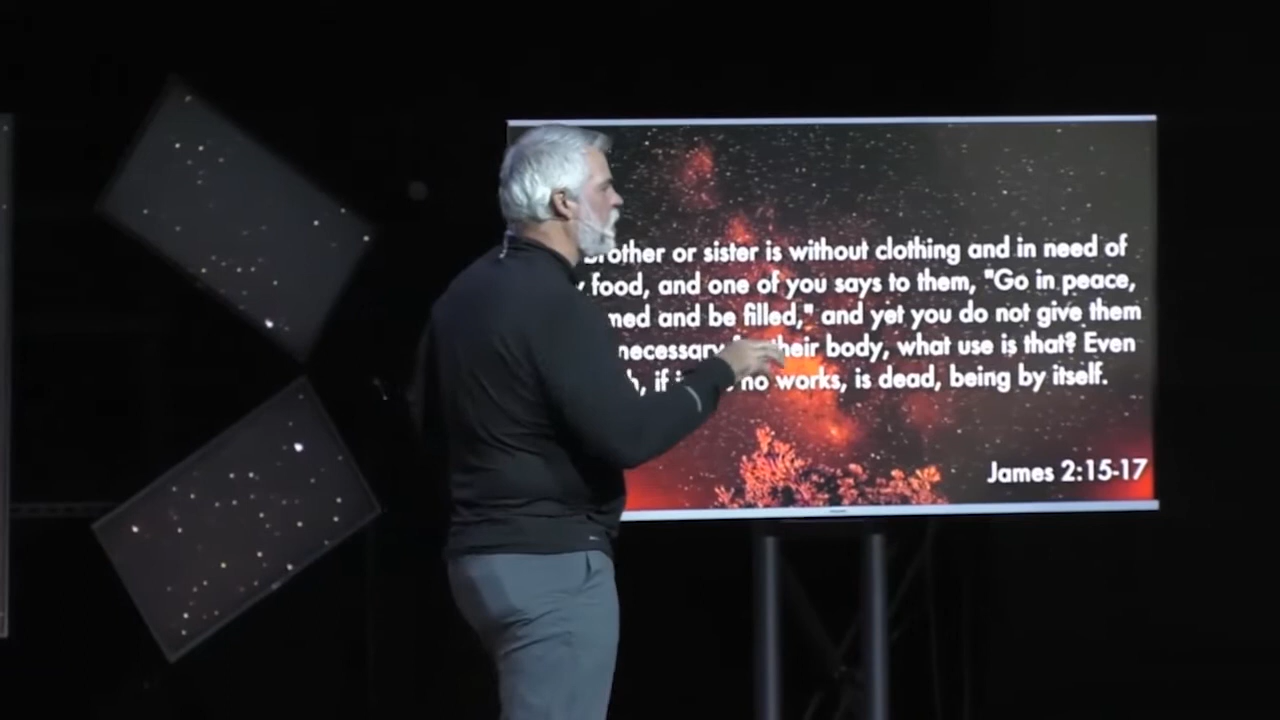 brother or sister is without clothing and in need of
food, and one of you says to them, "Go in peace,
and be filled," and yet you do not give them
necessary their body, what use is that? Even
if no works, is dead, being by itself.
James 2:15-17